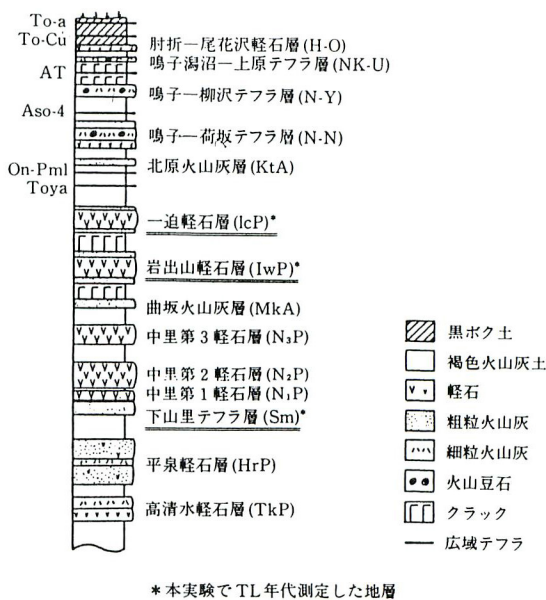 To-a
To-Cu
肘折—尾花沢軽石層(H-O)
鳴子潟沼—上原テフラ層(NK-U)
AT
鳴子—柳沢テフラ層(N-Y)
Aso-4
鳴子—荷坂テフラ層(N-N)
On-Pml
北原火山灰層(KtA)
Toya
一迫軽石層(IcP)*
岩出山軽石層(IwP)*
曲坂火山灰層(MkA)
中里第3軽石層(N₃P)
中里第2軽石層(N₂P)
中里第1軽石層(N₁P)
下山里テフラ層(Sm)*
平泉軽石層(HrP)
高清水軽石層(TkP)
黒ボク土
褐色火山灰土
軽石
粗粒火山灰
細粒火山灰
火山豆石
クラック
広域テフラ
*本実験でTL年代測定した地層